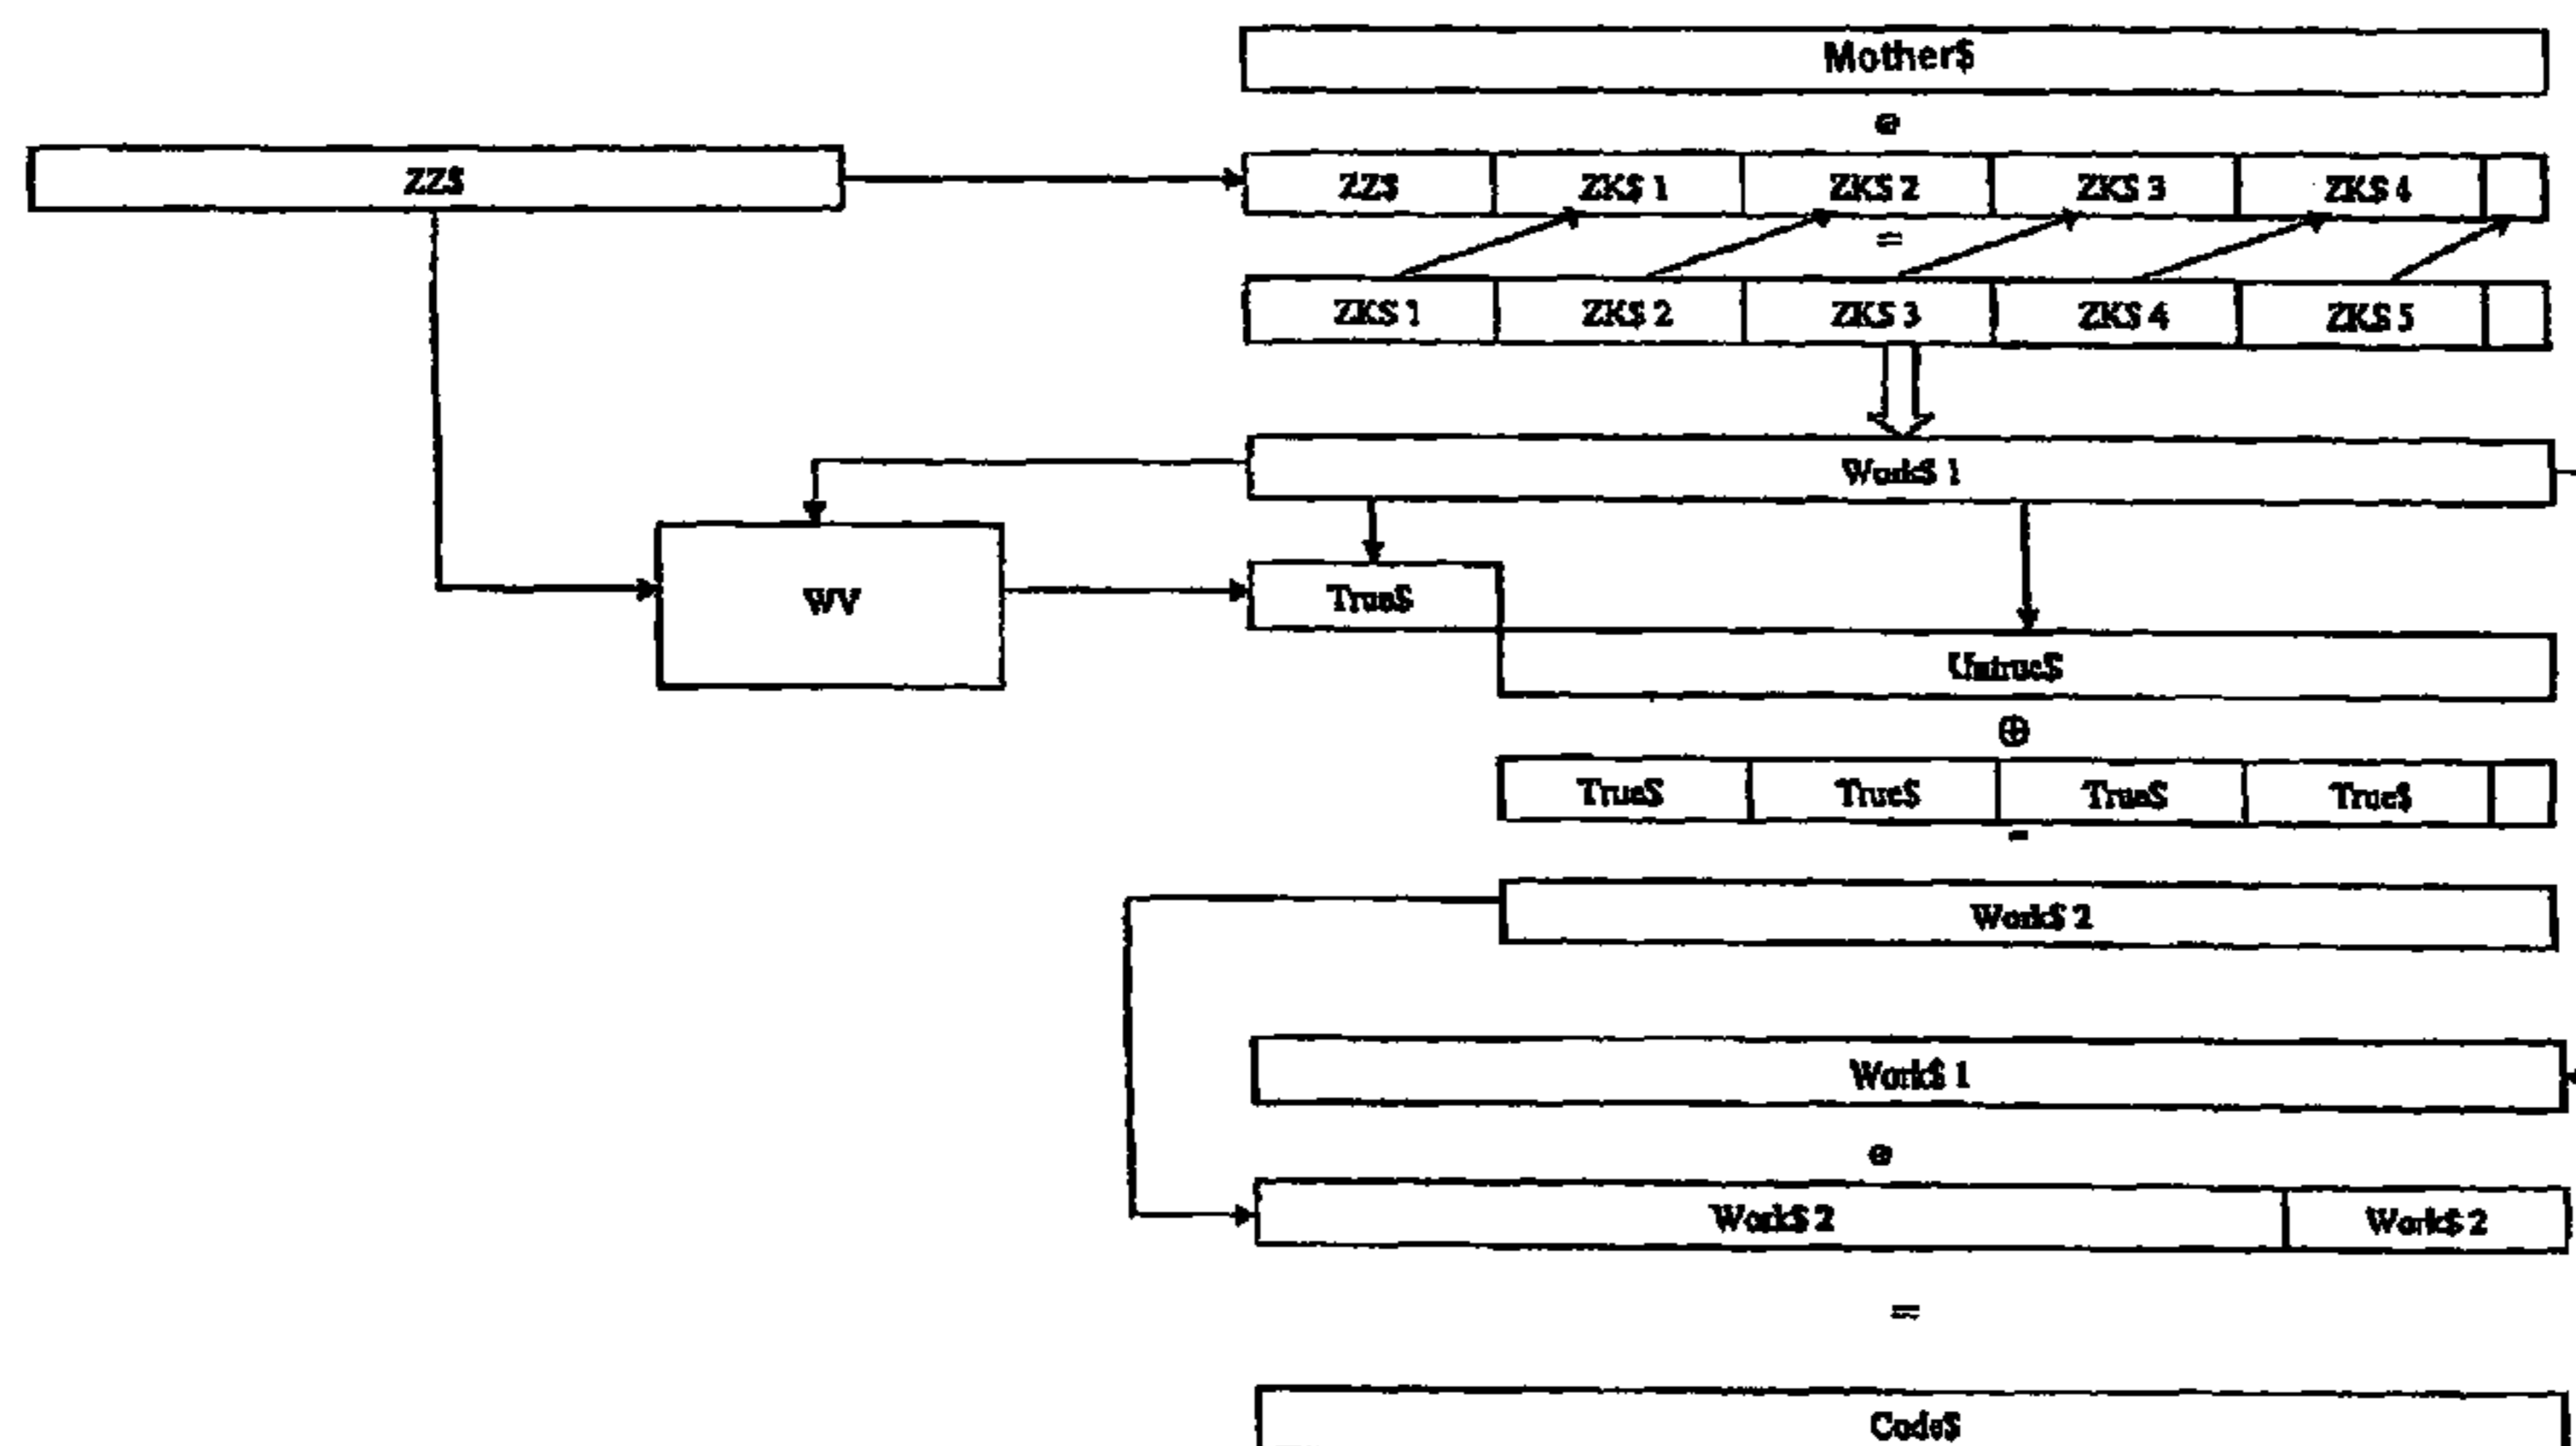 Mother$
⊕
ZZ$
ZZ$ ZK$ 1 ZK$ 2 ZK$ 3 ZK$ 4
=
ZK$ 1 ZK$ 2 ZK$ 3 ZK$ 4 ZK$ 5
Work$ 1
WV
True$
Untrue$
⊕
True$ True$ True$ True$
=
Work$ 2
Work$ 1
⊕
Work$ 2 Work$ 2
=
Code$